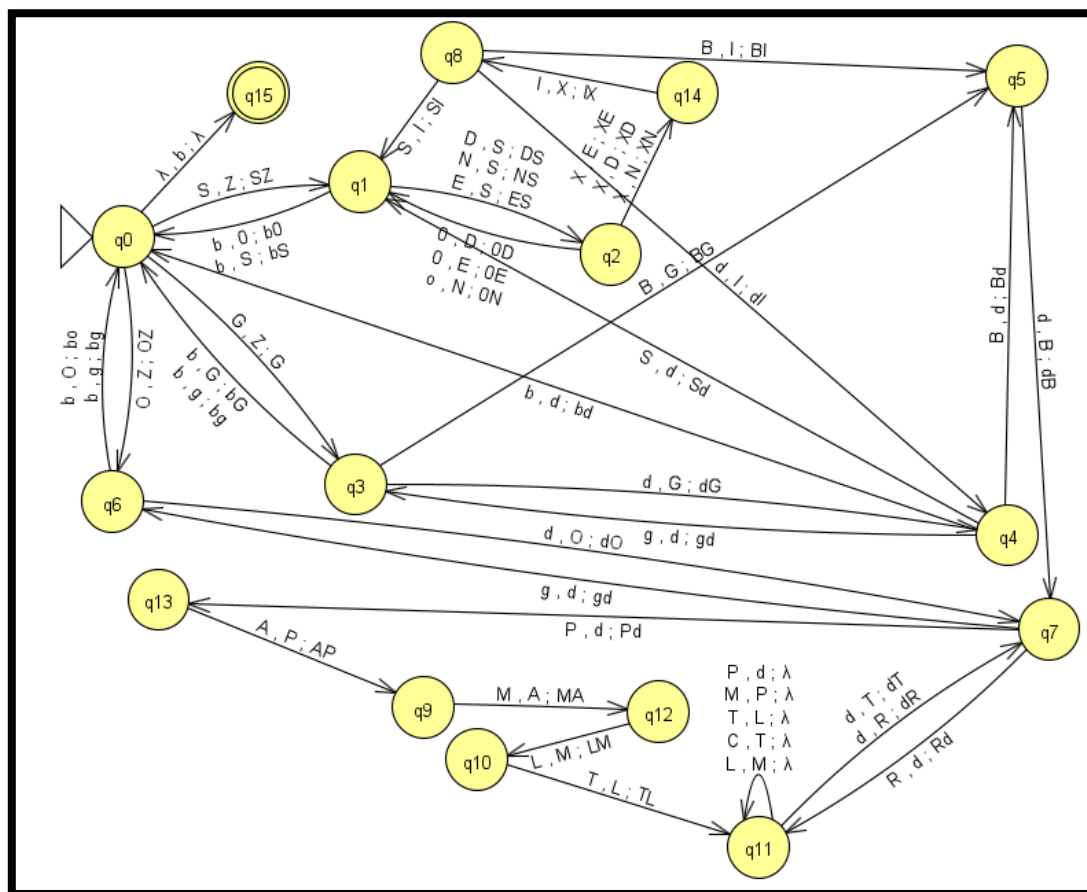 q8
B , I ; BI
q5
I , X ; IX
q14
q15
λ , b ; λ
S , I ; SI
D , S ; DS
N , S ; NS
E , S ; ES
X , E ; XE
X , D ; XD
X , N ; XN
S , Z ; SZ
q1
q0
b , 0 ; b0
b , S ; bS
q2
0 , D ; 0D
0 , E ; 0E
o , N ; 0N
d , I ; dI
B , G ; BG
B , d ; Bd
d , B ; dB
b , O ; bo
b , g ; bg
O , Z ; OZ
G , Z ; G
b , G ; bG
b , g ; bg
S , d ; Sd
b , d ; bd
q3
d , G ; dG
q6
g , d ; gd
q4
d , O ; dO
g , d ; gd
q13
P , d ; Pd
q7
A , P ; AP
q9
M , A ; MA
q12
P , d ; λ
M , P ; λ
T , L ; λ
C , T ; λ
L , M ; λ
d , T ; dT
d , R ; dR
R , d ; Rd
q10
L , M ; LM
T , L ; TL
q11